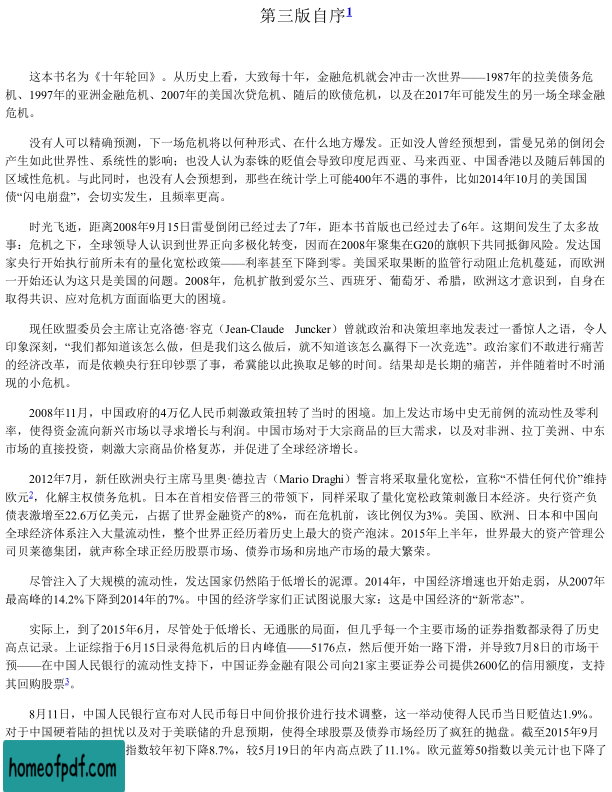 第三版自序1
这本书名为《十年轮回》。从历史上看，大致每十年，金融危机就会冲击一次世界——1987年的拉美债务危
机、1997年的亚洲金融危机、2007年的美国次贷危机、随后的欧债危机，以及在2017年可能发生的另一场全球金融
危机。
没有人可以精确预测，下一场危机将以何种形式、在什么地方爆发。正如没人曾经预想到，雷曼兄弟的倒闭会
产生如此世界性、系统性的影响；也没人认为泰铢的贬值会导致印度尼西亚、马来西亚、中国香港以及随后韩国的
区域性危机。与此同时，也没有人会预想到，那些在统计学上可能400年不遇的事件，比如2014年10月的美国国
债“闪电崩盘”，会切实发生，且频率更高。
时光飞逝，距离2008年9月15日雷曼倒闭已经过去了7年，距本书首版也已经过去了6年。这期间发生了太多故
事：危机之下，全球领导人认识到世界正向多极化转变，因而在2008年聚集在G20的旗帜下共同抵御风险。发达国
家央行开始执行前所未有的量化宽松政策——利率甚至下降到零。美国采取果断的监管行动阻止危机蔓延，而欧洲
一开始还认为这只是美国的问题。2008年，危机扩散到爱尔兰、西班牙、葡萄牙、希腊，欧洲这才意识到，自身在
取得共识、应对危机方面面临更大的困境。
现任欧盟委员会主席让克洛德·容克（Jean-Claude Juncker）曾就政治和决策坦率地发表过一番惊人之语，令人
印象深刻，“我们都知道该怎么做，但是我们这么做后，就不知道该怎么赢得下一次竞选”。政治家们不敢进行痛苦
的经济改革，而是依赖央行狂印钞票了事，希冀能以此换取足够的时间。结果却是长期的痛苦，并伴随着时不时涌
现的小危机。
2008年11月，中国政府的4万亿人民币刺激政策扭转了当时的困境。加上发达市场中史无前例的流动性及零利
率，使得资金流向新兴市场以寻求增长与利润。中国市场对于大宗商品的巨大需求，以及对非洲、拉丁美洲、中东
市场的直接投资，刺激大宗商品价格复苏，并促进了全球经济增长。
2012年7月，新任欧洲央行主席马里奥·德拉吉（Mario Draghi）誓言将采取量化宽松，宣称“不惜任何代价”维持
欧元2，化解主权债务危机。日本在首相安倍晋三的带领下，同样采取了量化宽松政策刺激日本经济。央行资产负
债表激增至22.6万亿美元，占据了世界金融资产的8%，而在危机前，该比例仅为3%。美国、欧洲、日本和中国向
全球经济体系注入大量流动性，整个世界正经历着历史上最大的资产泡沫。2015年上半年，世界最大的资产管理公
司贝莱德集团，就声称全球正经历股票市场、债券市场和房地产市场的最大繁荣。
尽管注入了大规模的流动性，发达国家仍然陷于低增长的泥潭。2014年，中国经济增速也开始走弱，从2007年
最高峰的14.2%下降到2014年的7%。中国的经济学家们正试图说服大家：这是中国经济的“新常态”。
实际上，到了2015年6月，尽管处于低增长、无通胀的局面，但几乎每一个主要市场的证券指数都录得了历史
高点记录。上证综指于6月15日录得危机后的日内峰值——5176点，然后便开始一路下滑，并导致7月8日的市场干
预——在中国人民银行的流动性支持下，中国证券金融有限公司向21家主要证券公司提供2600亿的信用额度，支持
其回购股票3。
8月11日，中国人民银行宣布对人民币每日中间价报价进行技术调整，这一举动使得人民币当日贬值达1.9%。
对于中国硬着陆的担忧以及对于美联储的升息预期，使得全球股票及债券市场经历了疯狂的抛盘。截至2015年9月
指数较年初下降8.7%，较5月19日的年内高点跌了11.1%。欧元蓝筹50指数以美元计也下降了
homeofpdf.com